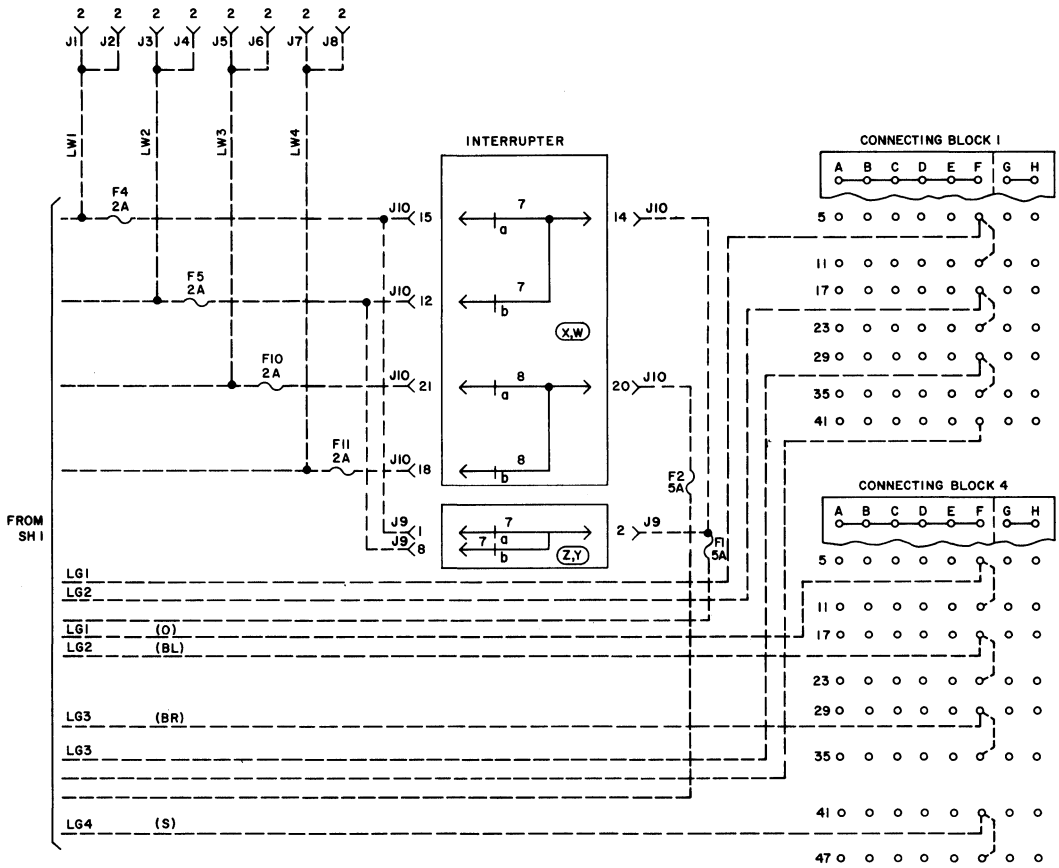 2 2 2 2 2 2 2 2
J1 J2 J3 J4 J5 J6 J7 J8
LW1 LW2 LW3 LW4
INTERRUPTER
CONNECTING BLOCK 1
A B C D E F G H
F4
2A
J10
15
7
a
14
J10
5
11
F5
2A
J10
12
7
b
X,W
17
23
F10
2A
J10
21
8
a
20
J10
29
35
41
F11
2A
J10
18
8
b
F2
5A
CONNECTING BLOCK 4
A B C D E F G H
FROM
SH 1
J9
1
7
a
2
J9
J9
8
7
b
Z,Y
F1
5A
5
LG1
LG2
11
LG1 (O)
17
LG2 (BL)
23
29
LG3 (BR)
LG3
35
41
LG4 (S)
47